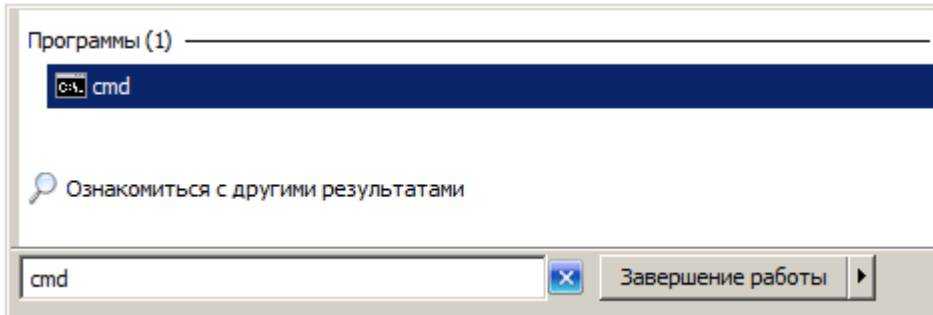 Программы (1)
C:\. cmd
Ознакомиться с другими результатами
cmd
Завершение работы